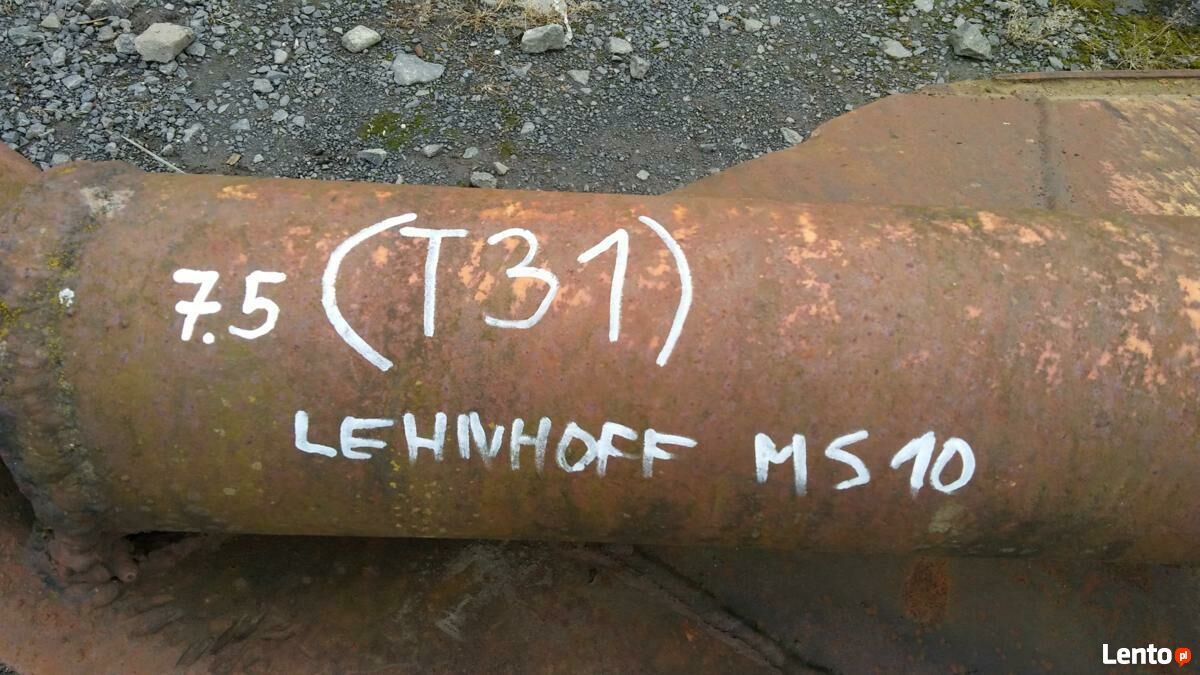 7.5 (T31)
LEHNHOFF MS10
Lento.pl